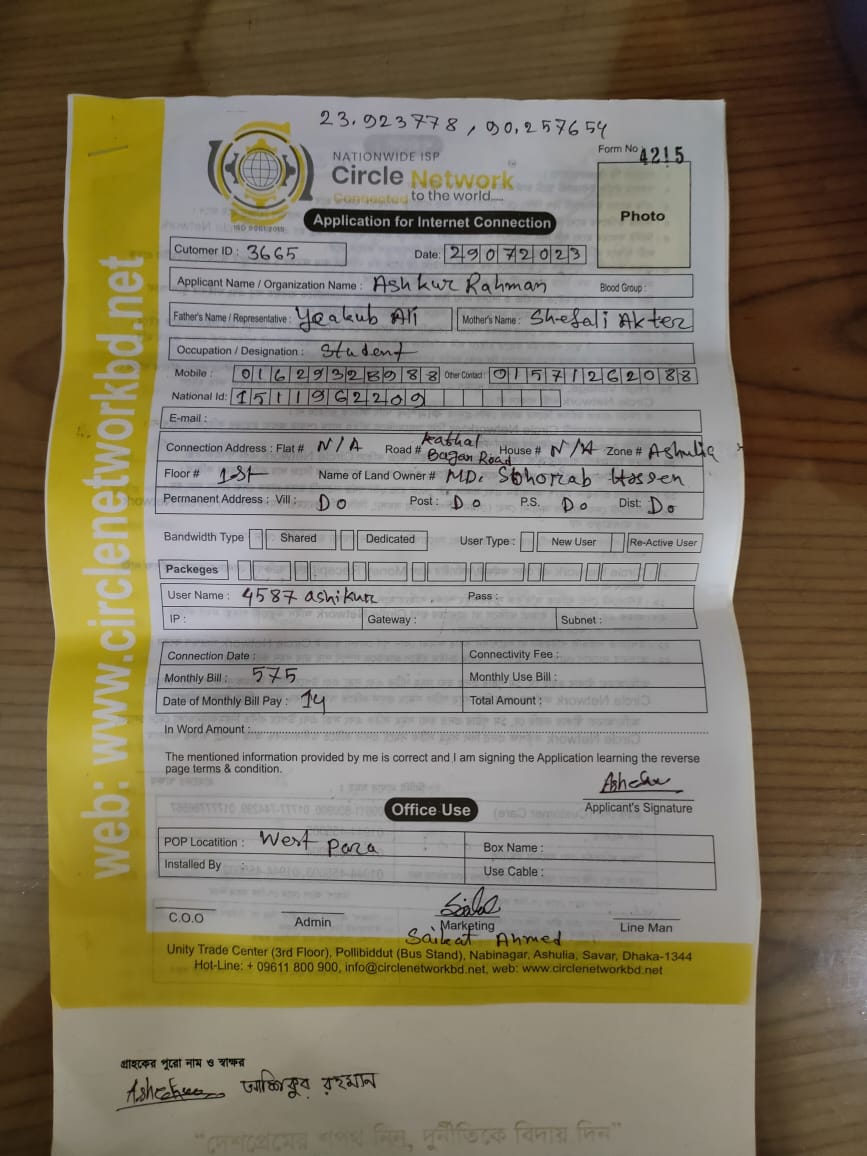 23.923778, 90.257654
NATIONWIDE ISP
Circle Network
Connected to the world.....
ISO 9001:2015
Form No 4215
Photo
Application for Internet Connection
Cutomer ID : 3665 Date: 29072023
Applicant Name / Organization Name : Ashkur Rahman Blood Group :
Father's Name / Representative : Yeakub Ali Mother's Name : Shefali Akter
Occupation / Designation : Student
Mobile : Other Contact : 01571262088
National Id: 1511962209
E-mail :
Connection Address : Flat # N/A Road # Kathal Bagan Road House # N/A Zone # Ashulia
Floor # 1st Name of Land Owner # MD. Hossen
Permanent Address : Vill : Do Post : Do P.S. Do Dist: Do
Bandwidth Type Shared Dedicated User Type : New User Re-Active User
Packeges
User Name : 4587 ashikur Pass :
IP : Gateway : Subnet :
Connection Date : Connectivity Fee :
Monthly Bill : 575 Monthly Use Bill :
Date of Monthly Bill Pay : 14 Total Amount :
In Word Amount :
The mentioned information provided by me is correct and I am signing the Application learning the reverse
page terms & condition.
Applicant's Signature
Office Use
POP Locatition : West para Box Name :
Installed By : Use Cable :
C.O.O Admin Marketing Line Man
Saikat Ahmed
Unity Trade Center (3rd Floor), Pollibiddut (Bus Stand), Nabinagar, Ashulia, Savar, Dhaka-1344
Hot-Line: + 09611 800 900, info@circlenetworkbd.net, web: www.circlenetworkbd.net
web: www.circlenetworkbd.net
গ্রাহকের পুরো নাম ও স্বাক্ষর
আশিকুর রহমান
"দেশপ্রেমের শপথ নিন, দুর্নীতিকে বিদায় দিন"